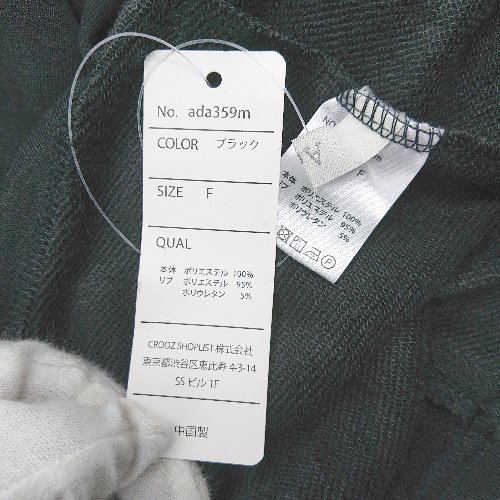 No. ada359m
COLOR ブラック
SIZE F
QUAL
本体 ポリエステル 100%
リブ ポリエステル 95%
ポリウレタン 5%
CROOZ SHOPLIST 株式会社
東京都渋谷区恵比寿 4-3-14
SS ビル 1F
中国製
NO.
m
F
本体 ポリエステル 100%
リブ ポリエステル 95%
ポリウレタン 5%